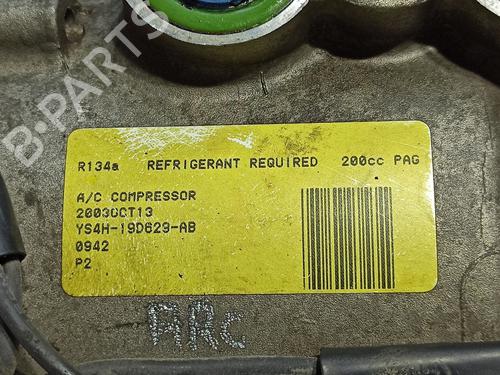 B-PARTS
R134a REFRIGERANT REQUIRED 200cc PAG
A/C COMPRESSOR
2003OCT13
YS4H-19D629-AB
0942
P2
ARC